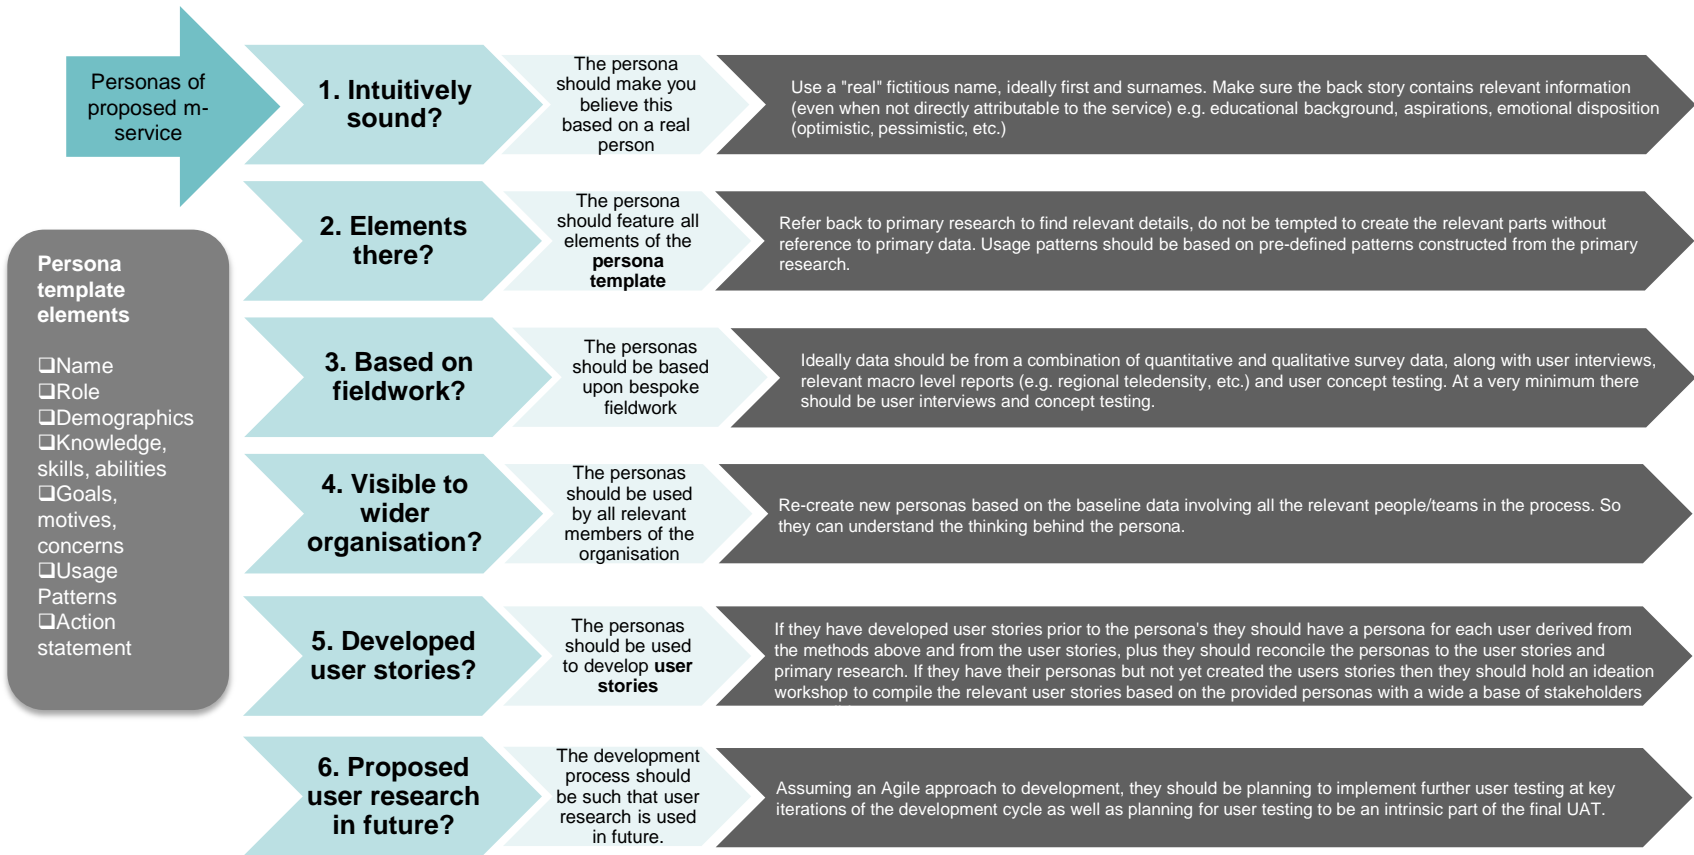 Personas of
proposed m-
service
1. Intuitively
sound?
The persona
should make you
believe this
based on a real
person
Use a "real" fictitious name, ideally first and surnames. Make sure the back story contains relevant information
(even when not directly attributable to the service) e.g. educational background, aspirations, emotional disposition
(optimistic, pessimistic, etc.)
2. Elements
there?
The persona
should feature all
elements of the
persona
template
Refer back to primary research to find relevant details, do not be tempted to create the relevant parts without
reference to primary data. Usage patterns should be based on pre-defined patterns constructed from the primary
research.
Persona
template
elements
❑Name
❑Role
❑Demographics
❑Knowledge,
skills, abilities
❑Goals,
motives,
concerns
❑Usage
Patterns
❑Action
statement
3. Based on
fieldwork?
The personas
should be based
upon bespoke
fieldwork
Ideally data should be from a combination of quantitative and qualitative survey data, along with user interviews,
relevant macro level reports (e.g. regional teledensity, etc.) and user concept testing. At a very minimum there
should be user interviews and concept testing.
4. Visible to
wider
organisation?
The personas
should be used
by all relevant
members of the
organisation
Re-create new personas based on the baseline data involving all the relevant people/teams in the process. So
they can understand the thinking behind the persona.
5. Developed
user stories?
The personas
should be used
to develop user
stories
If they have developed user stories prior to the persona's they should have a persona for each user derived from
the methods above and from the user stories, plus they should reconcile the personas to the user stories and
primary research. If they have their personas but not yet created the users stories then they should hold an ideation
workshop to compile the relevant user stories based on the provided personas with a wide a base of stakeholders
6. Proposed
user research
in future?
The development
process should
be such that user
research is used
in future.
Assuming an Agile approach to development, they should be planning to implement further user testing at key
iterations of the development cycle as well as planning for user testing to be an intrinsic part of the final UAT.